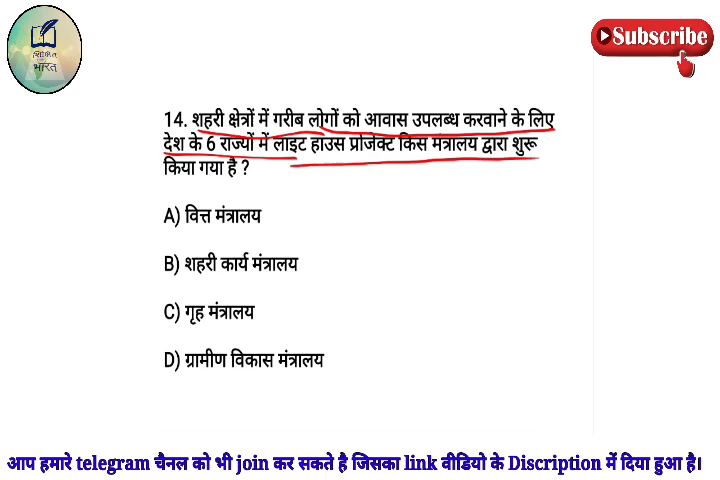 शिक्षित
भारत्
Subscribe
14. शहरी क्षेत्रों में गरीब लोगों को आवास उपलब्ध करवाने के लिए
देश के 6 राज्यों में लाइट हाउस प्रोजेक्ट किस मंत्रालय द्वारा शुरू
किया गया है ?
A) वित्त मंत्रालय
B) शहरी कार्य मंत्रालय
C) गृह मंत्रालय
D) ग्रामीण विकास मंत्रालय
आप हमारे telegram चैनल को भी join कर सकते है जिसका link वीडियो के Discription में दिया हुआ है।